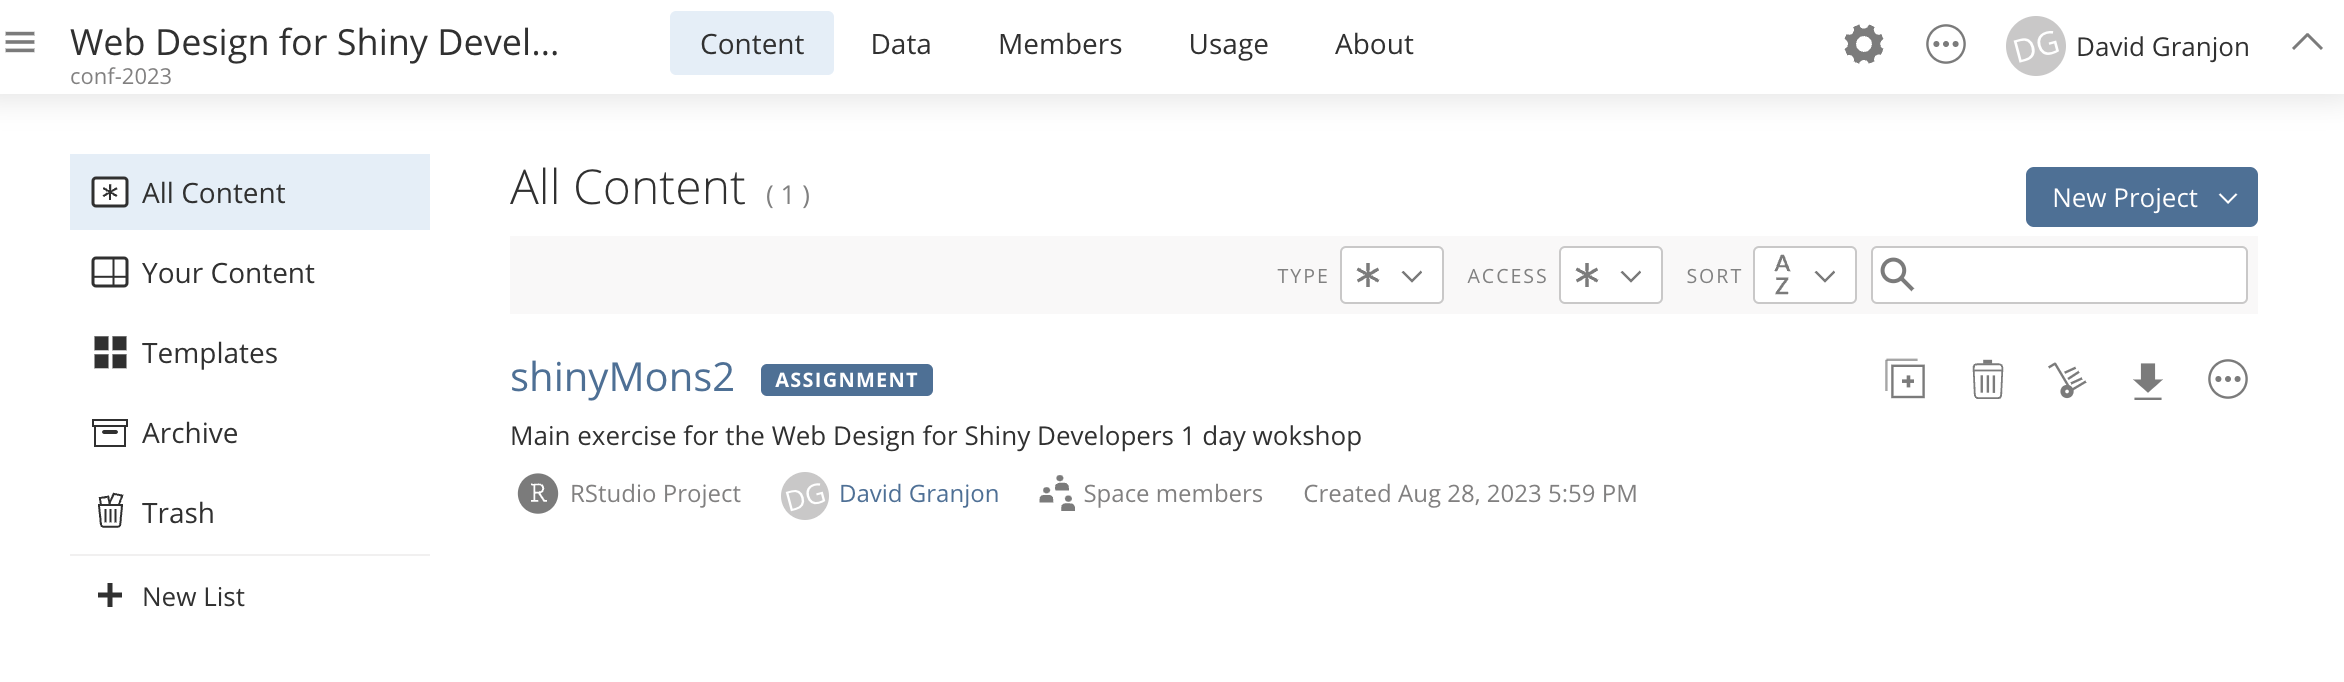 Web Design for Shiny Devel...
conf-2023
Content
Data
Members
Usage
About
DG
David Granjon
All Content
Your Content
Templates
Archive
Trash
New List
All Content ( 1 )
New Project
TYPE
ACCESS
SORT
A
Z
shinyMons2
ASSIGNMENT
Main exercise for the Web Design for Shiny Developers 1 day wokshop
R
RStudio Project
DG
David Granjon
Space members
Created Aug 28, 2023 5:59 PM